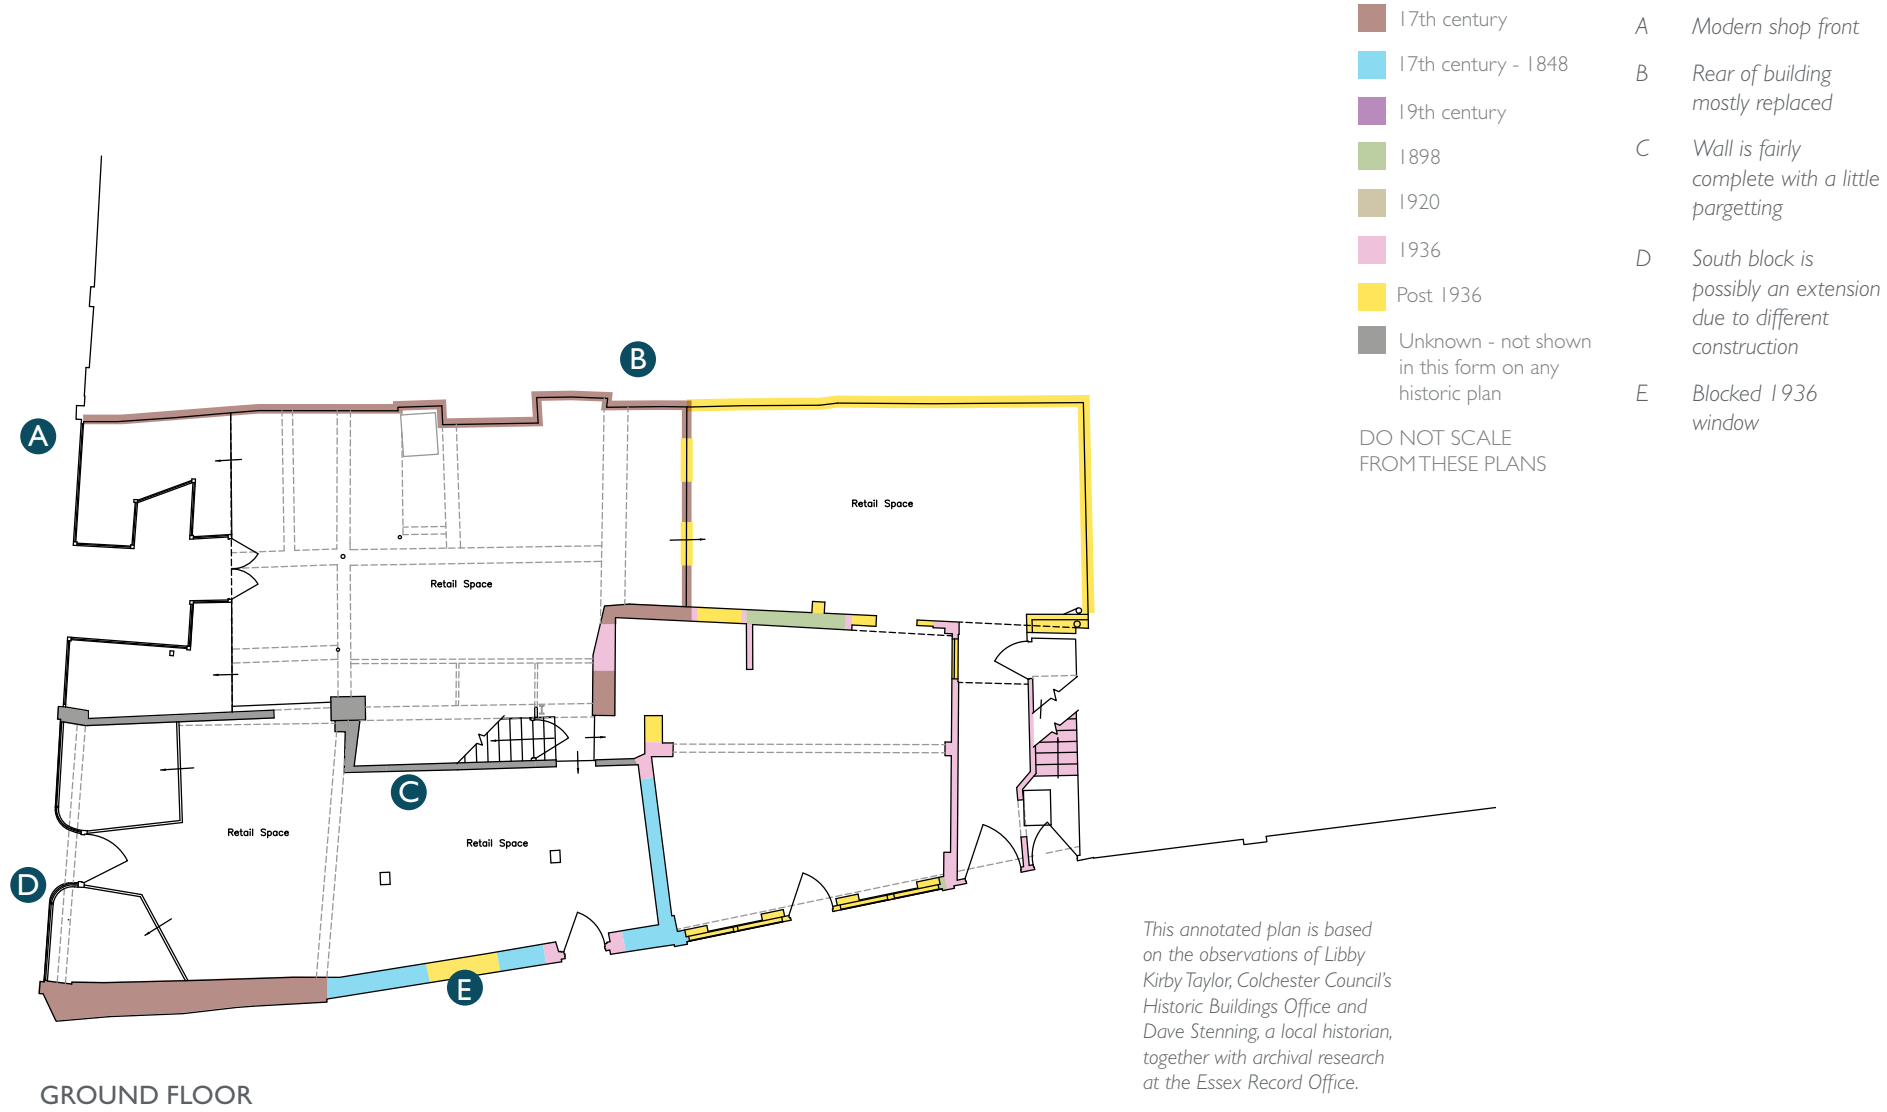 17th century
17th century - 1848
19th century
1898
1920
1936
Post 1936
Unknown - not shown
in this form on any
historic plan
DO NOT SCALE
FROM THESE PLANS
A Modern shop front
B Rear of building
mostly replaced
C Wall is fairly
complete with a little
pargetting
D South block is
possibly an extension
due to different
construction
E Blocked 1936
window
B
A
Retail Space
Retail Space
C
Retail Space
Retail Space
D
E
This annotated plan is based
on the observations of Libby
Kirby Taylor, Colchester Council's
Historic Buildings Office and
Dave Stenning, a local historian,
together with archival research
at the Essex Record Office.
GROUND FLOOR